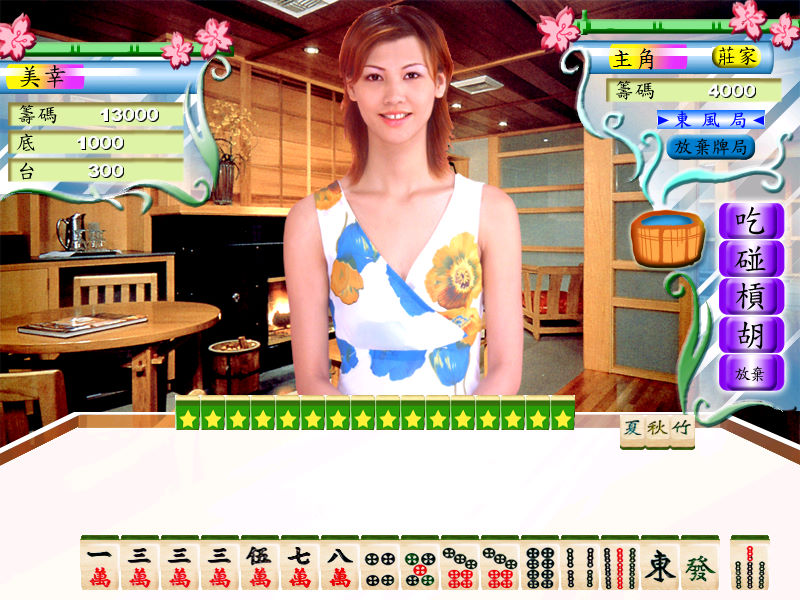 美幸
籌碼 13000
底 1000
台 300
主角 莊家
籌碼 4000
東風局
放棄牌局
吃
碰
槓
胡
放棄
夏 秋 竹
一萬 三萬 三萬 三萬 伍萬 七萬 八萬 東 發